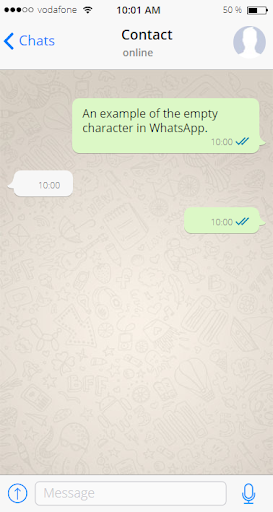 vodafone 10:01 AM 50 %
Chats Contact
online
An example of the empty
character in WhatsApp.
10:00
10:00
10:00
Message